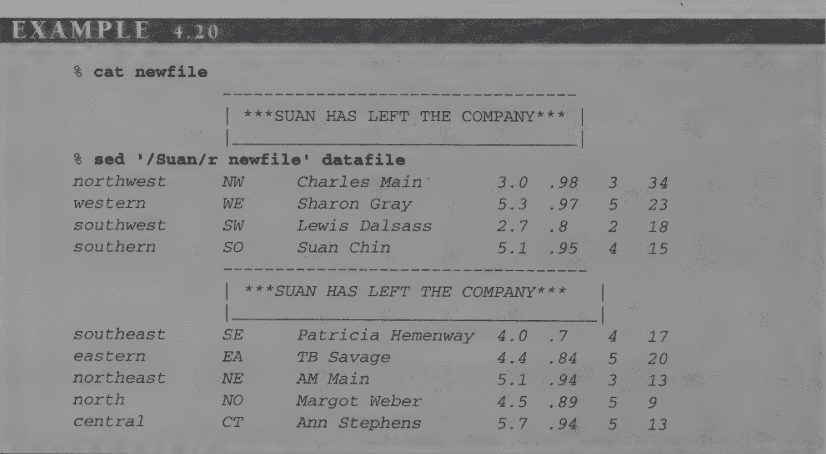 EXAMPLE 4.20
% cat newfile
-----------------------------------
| ***SUAN HAS LEFT THE COMPANY*** |
|_________________________________|
% sed '/Suan/r newfile' datafile
northwest NW Charles Main 3.0 .98 3 34
western WE Sharon Gray 5.3 .97 5 23
southwest SW Lewis Dalsass 2.7 .8 2 18
southern SO Suan Chin 5.1 .95 4 15
-----------------------------------
| ***SUAN HAS LEFT THE COMPANY*** |
|_________________________________|
southeast SE Patricia Hemenway 4.0 .7 4 17
eastern EA TB Savage 4.4 .84 5 20
northeast NE AM Main 5.1 .94 3 13
north NO Margot Weber 4.5 .89 5 9
central CT Ann Stephens 5.7 .94 5 13